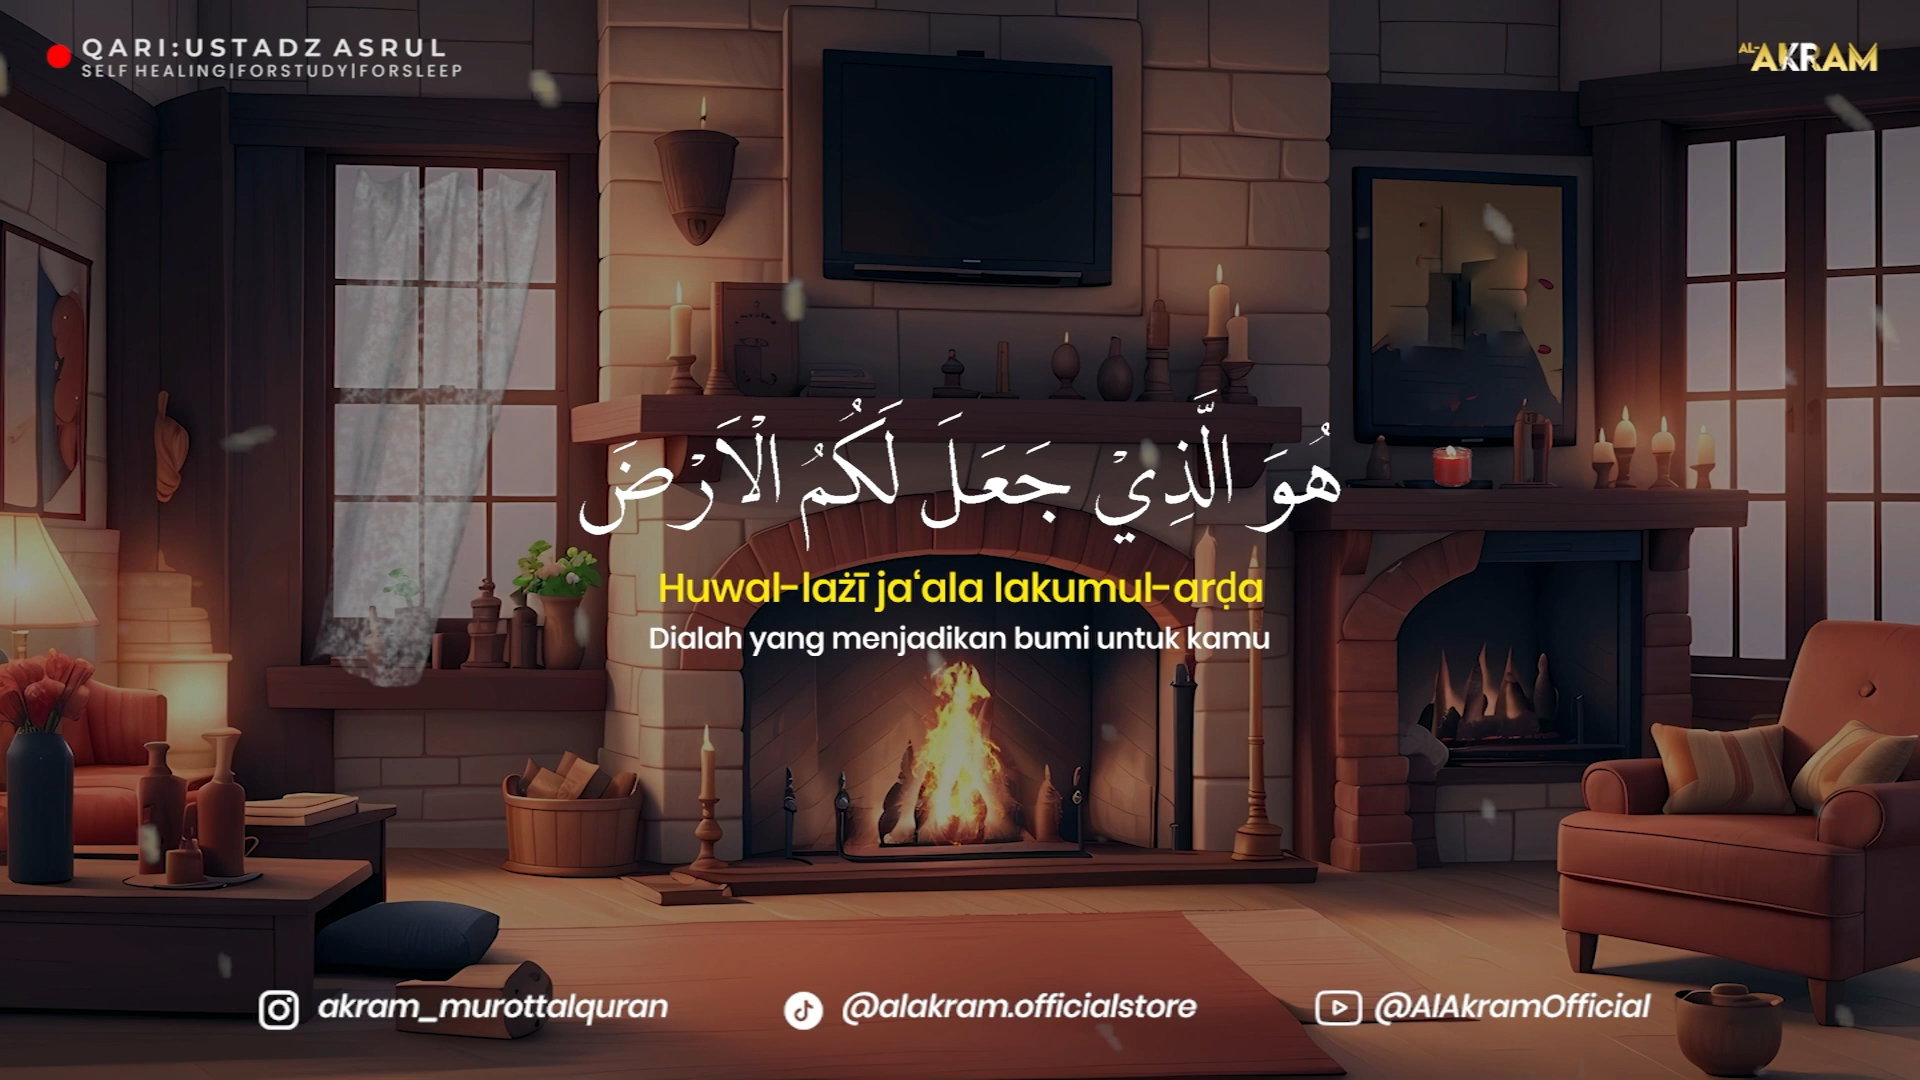 QARI:USTADZ ASRUL
SELF HEALING|FORSTUDY|FORSLEEP
AL-AKRAM
هُوَ الَّذِيْ جَعَلَ لَكُمُ الْاَرْضَ
Huwal-lażī ja‘ala lakumul-arḍa
Dialah yang menjadikan bumi untuk kamu
akram_murottalquran
@alakram.officialstore
@AlAkramOfficial